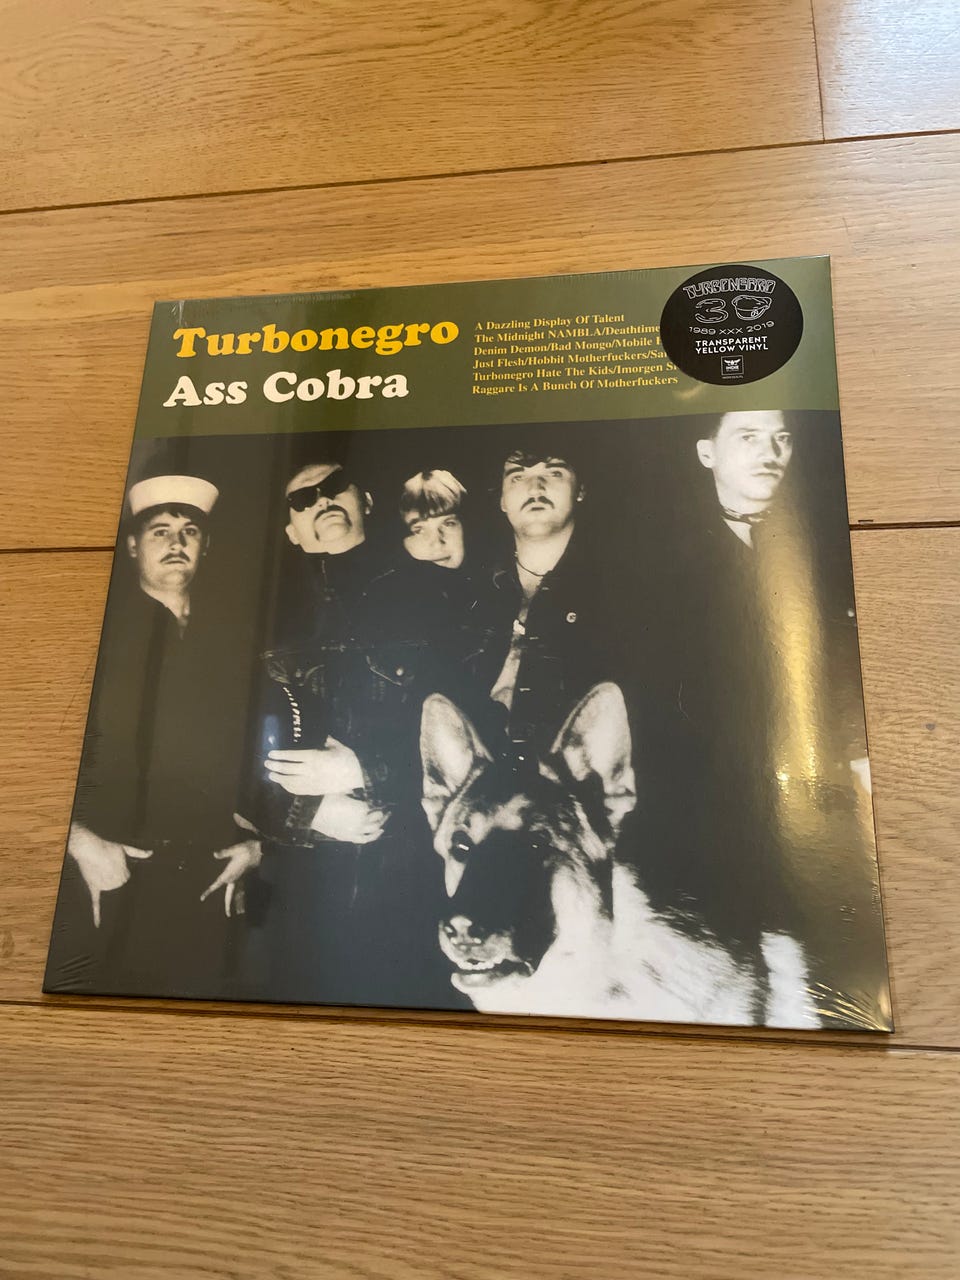 Turbonegro
Ass Cobra
A Dazzling Display Of Talent
The Midnight NAMBLA/Deathtime
Denim Demon/Bad Mongo/Mobile
Just Flesh/Hobbit Motherfuckers/
Turbonegro Hate The Kids/Imorgen
Raggare Is A Bunch Of Motherfuckers
TURBONEGRO
30
1989 XXX 2019
TRANSPARENT
YELLOW VINYL
INDIE